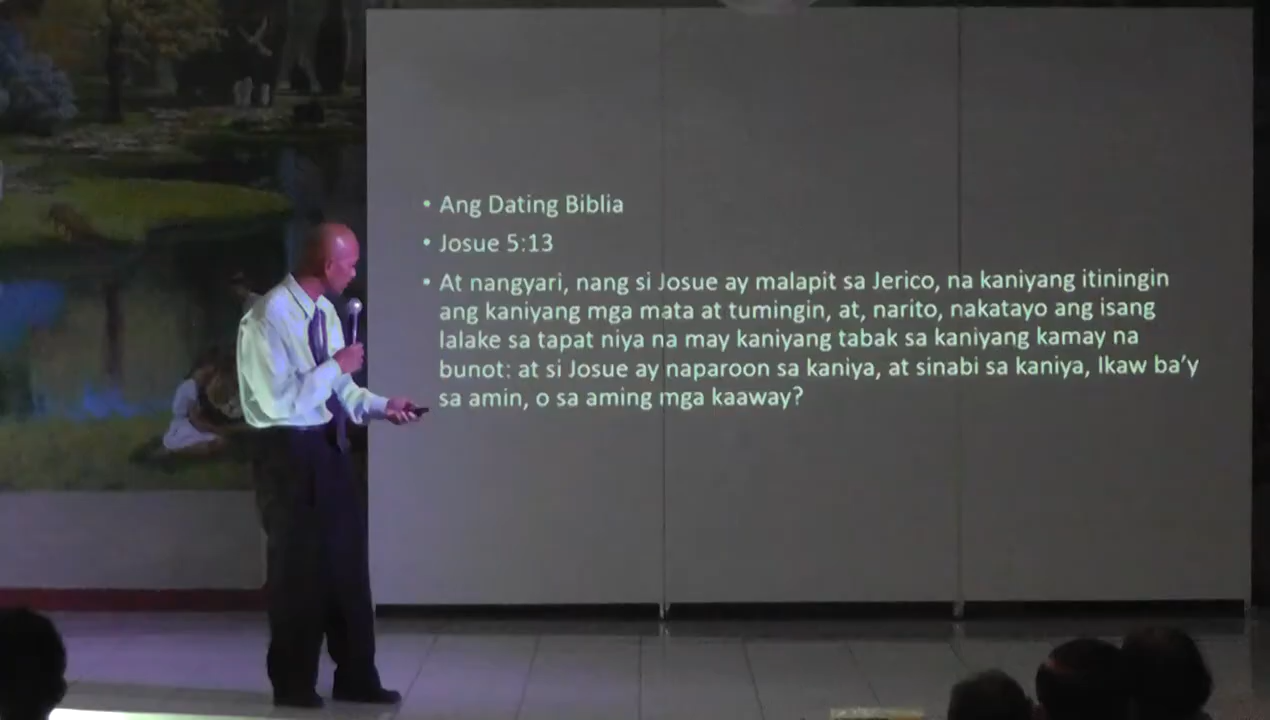 • Ang Dating Biblia
• Josue 5:13
• At nangyari, nang si Josue ay malapit sa Jerico, na kaniyang itiningin
ang kaniyang mga mata at tumingin, at, narito, nakatayo ang isang
lalake sa tapat niya na may kaniyang tabak sa kaniyang kamay na
bunot: at si Josue ay naparoon sa kaniya, at sinabi sa kaniya, Ikaw ba’y
sa amin, o sa aming mga kaaway?